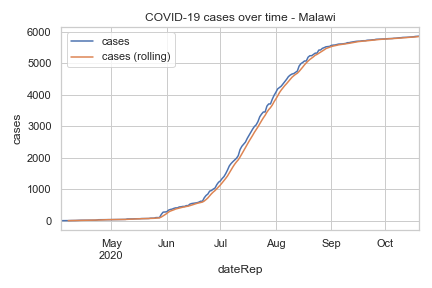 COVID-19 cases over time - Malawi
cases
cases (rolling)
6000
5000
4000
3000
2000
1000
0
cases
May
2020
Jun
Jul
Aug
Sep
Oct
dateRep